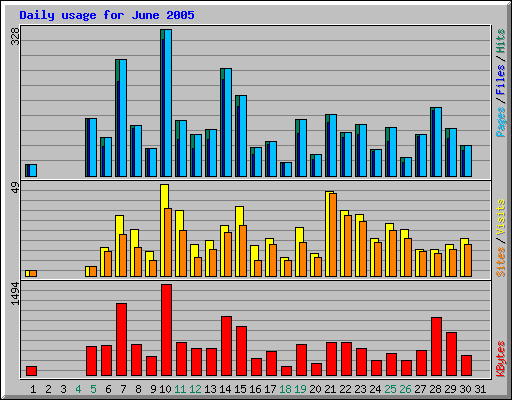 Daily usage for June 2005
328
Pages/Files/Hits
49
Sites/Visits
1494
KBytes
1 2 3 4 5 6 7 8 9 10 11 12 13 14 15 16 17 18 19 20 21 22 23 24 25 26 27 28 29 30 31